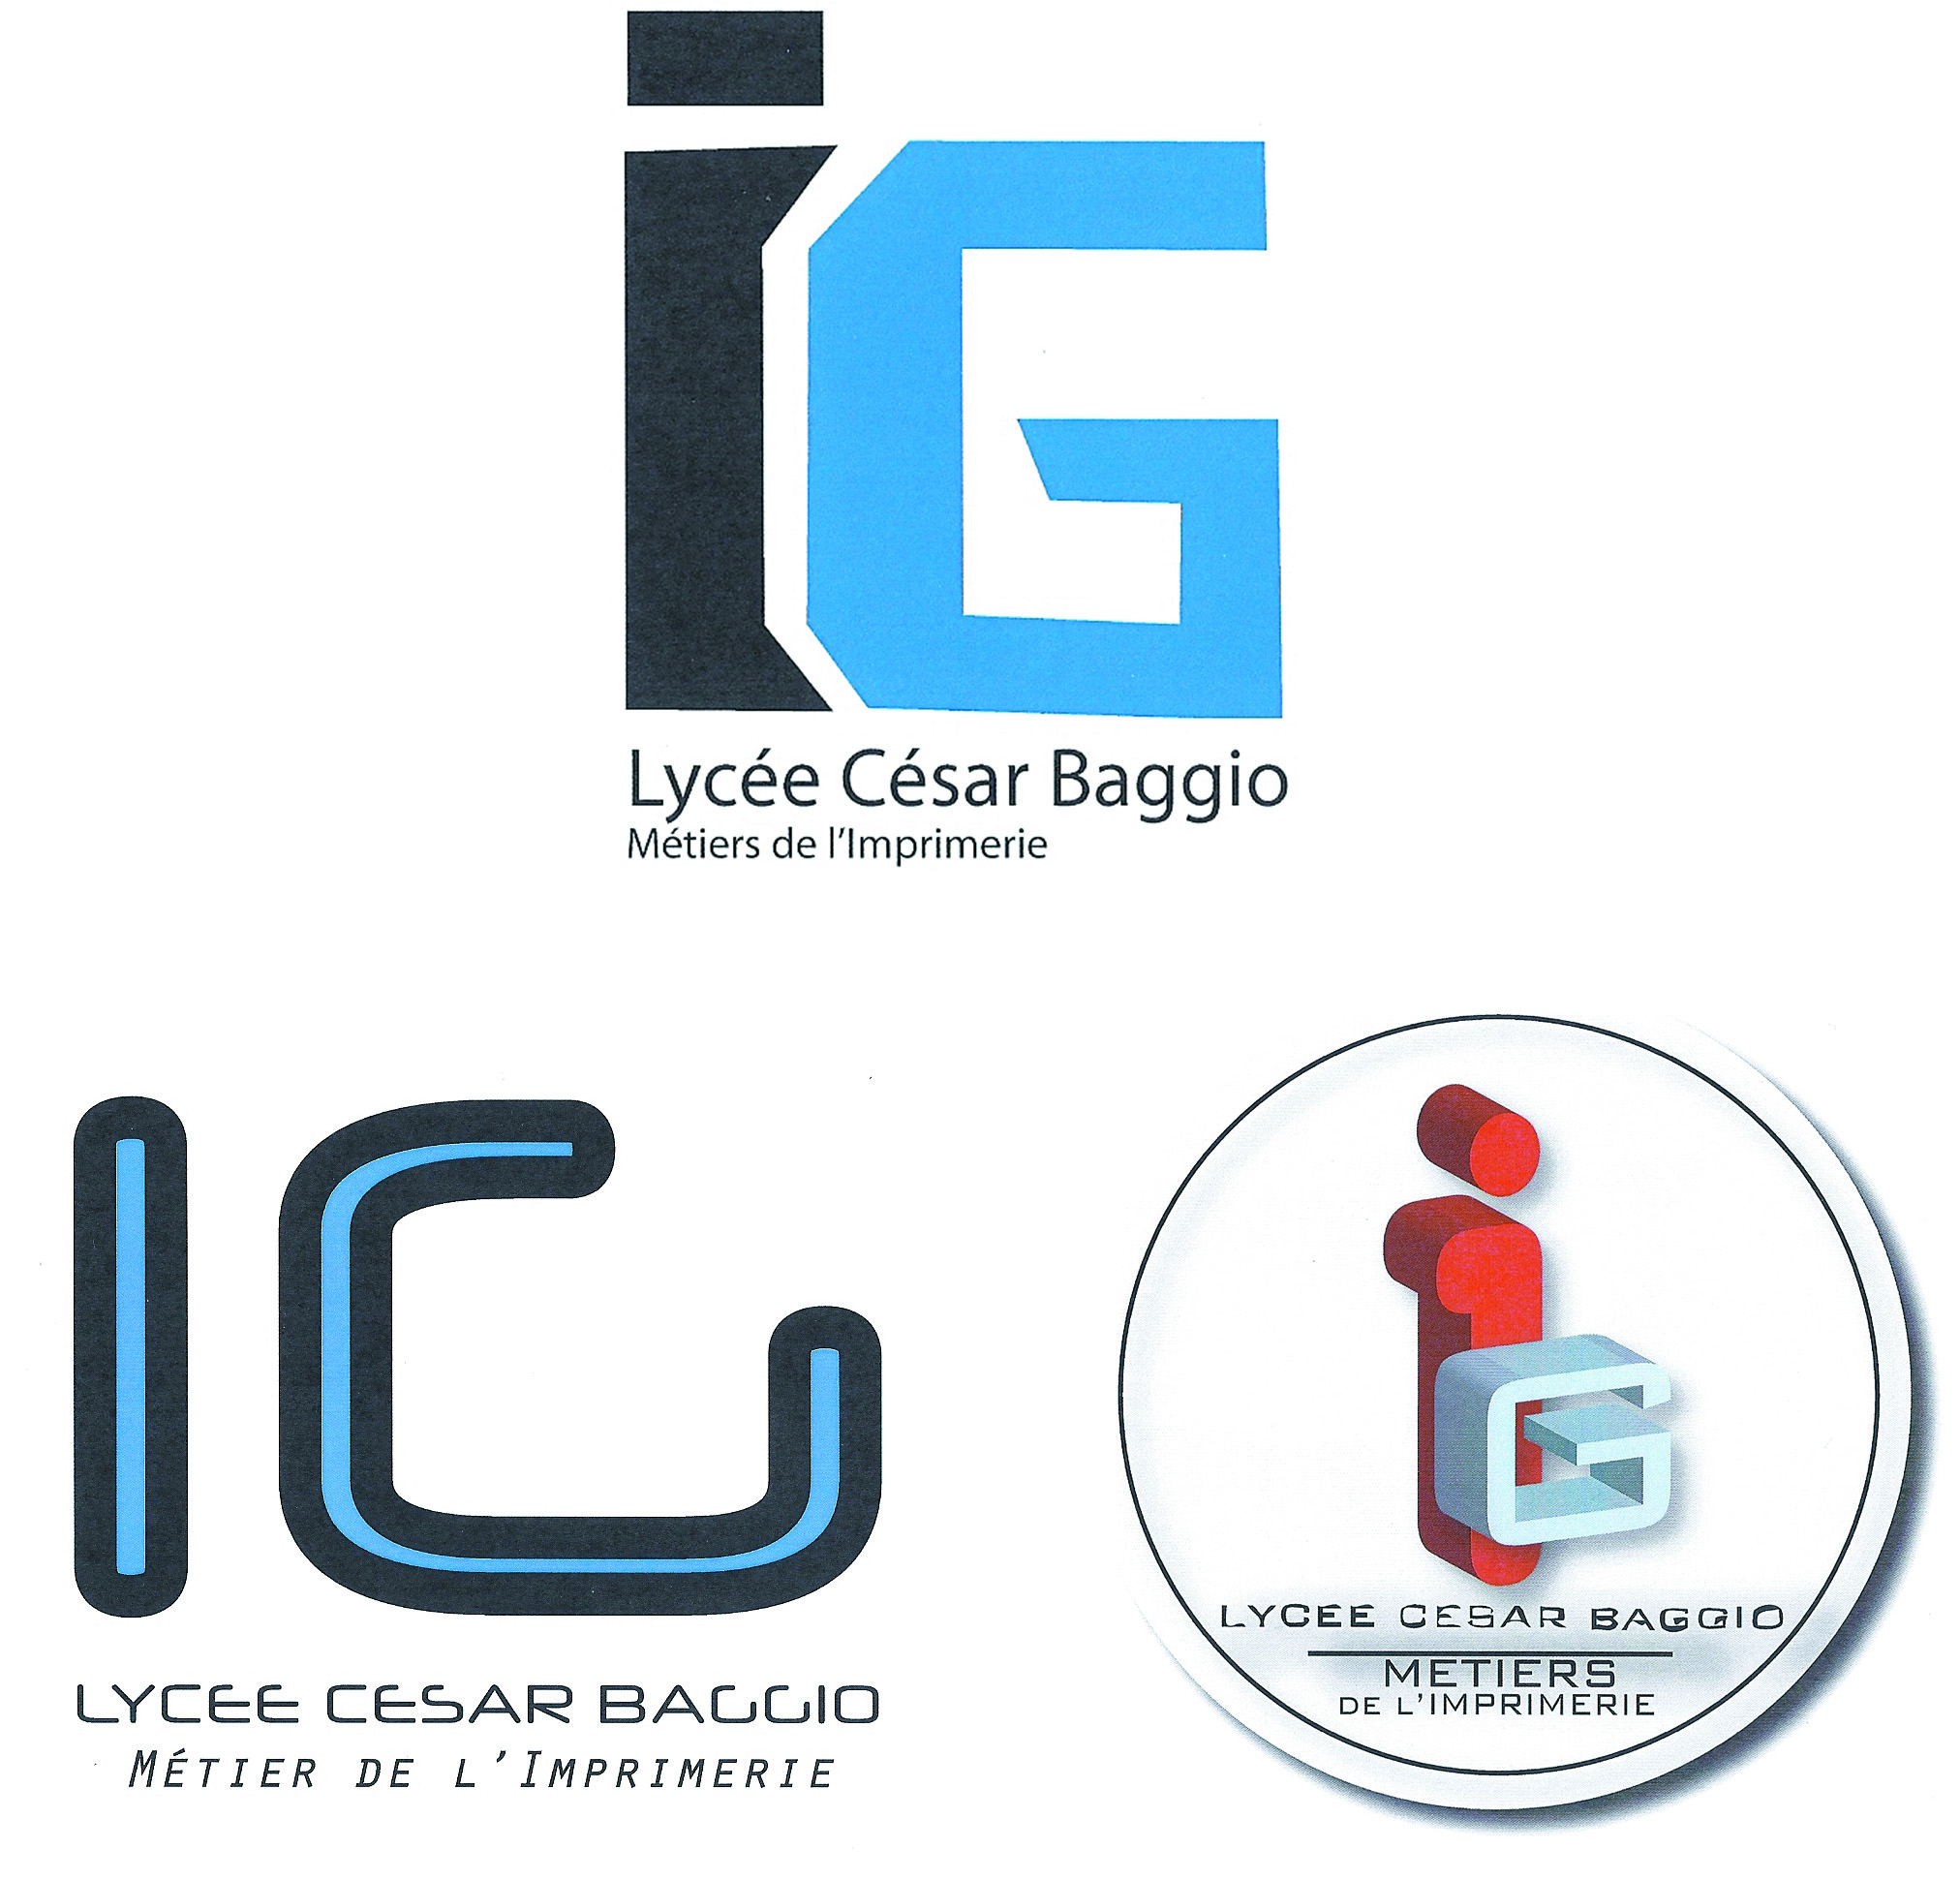 iG
Lycée César Baggio
Métiers de l'Imprimerie
IG
LYCEE CESAR BAGGIO
MÉTIER DE L'IMPRIMERIE
iG
LYCEE CESAR BAGGIO
METIERS
DE L'IMPRIMERIE